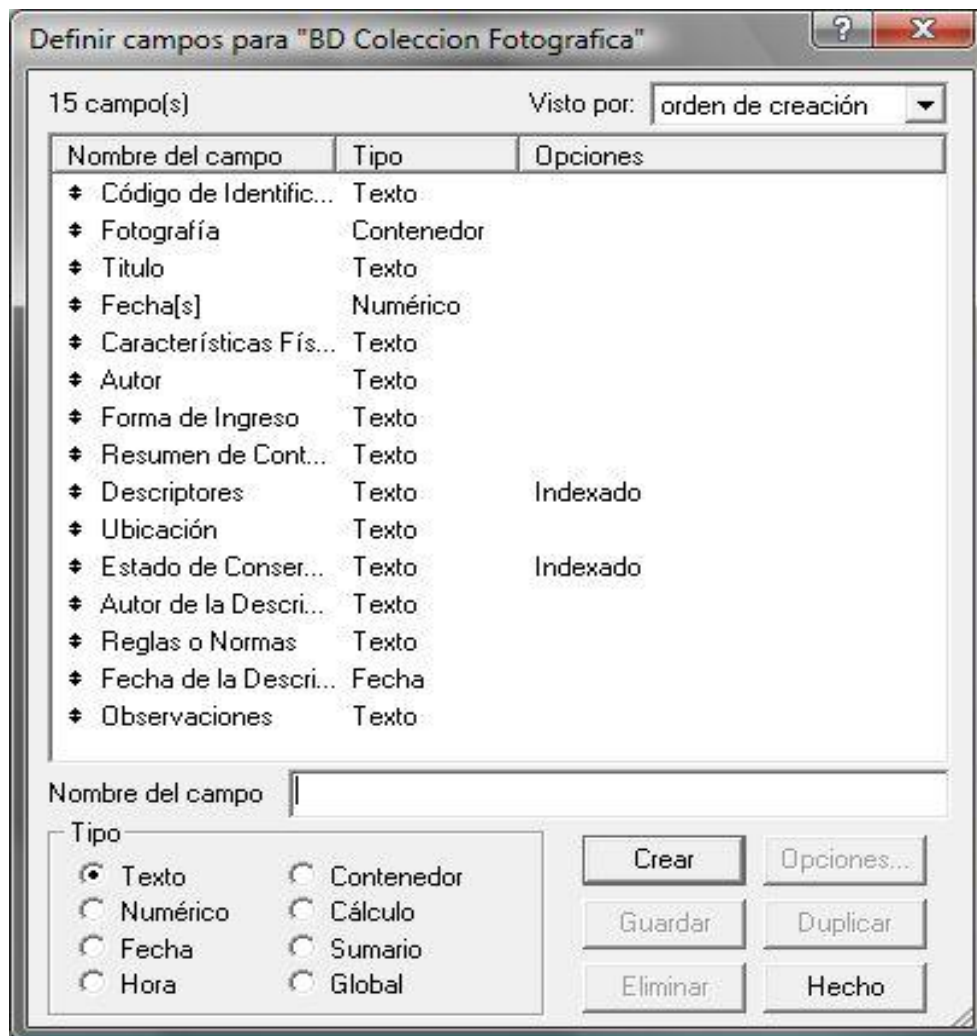 Definir campos para "BD Coleccion Fotografica"
15 campo(s) Visto por: orden de creación
Nombre del campo Tipo Opciones
Código de Identific... Texto
Fotografía Contenedor
Titulo Texto
Fecha[s] Numérico
Características Fís... Texto
Autor Texto
Forma de Ingreso Texto
Resumen de Cont... Texto
Descriptores Texto Indexado
Ubicación Texto
Estado de Conser... Texto Indexado
Autor de la Descri... Texto
Reglas o Normas Texto
Fecha de la Descri... Fecha
Observaciones Texto
Nombre del campo
Tipo
Texto Contenedor Crear Opciones...
Numérico Cálculo Guardar Duplicar
Fecha Sumario
Hora Global Eliminar Hecho